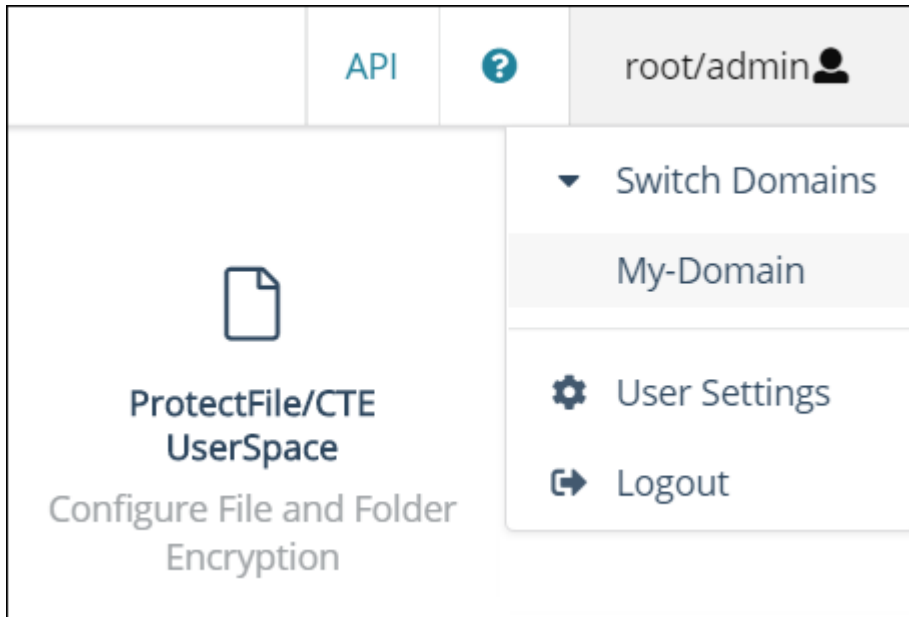 API
root/admin
Switch Domains
My-Domain
User Settings
Logout
ProtectFile/CTE
UserSpace
Configure File and Folder
Encryption